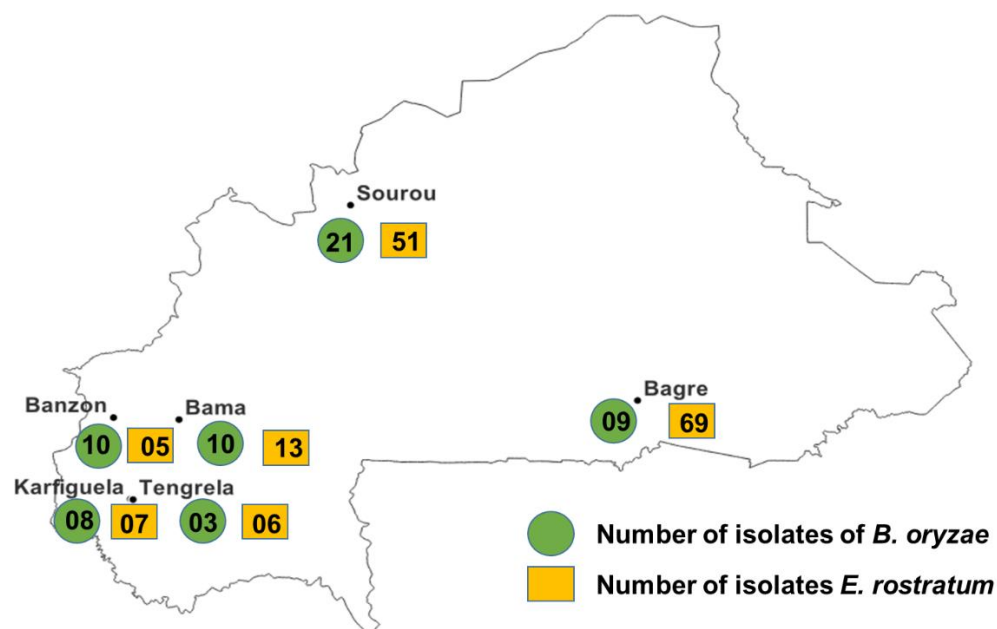 Sourou
21 51
Bagre
09 69
Banzon Bama
10 05 10 13
Karfiguela Tengrela
08 07 03 06
Number of isolates of B. oryzae
Number of isolates E. rostratum